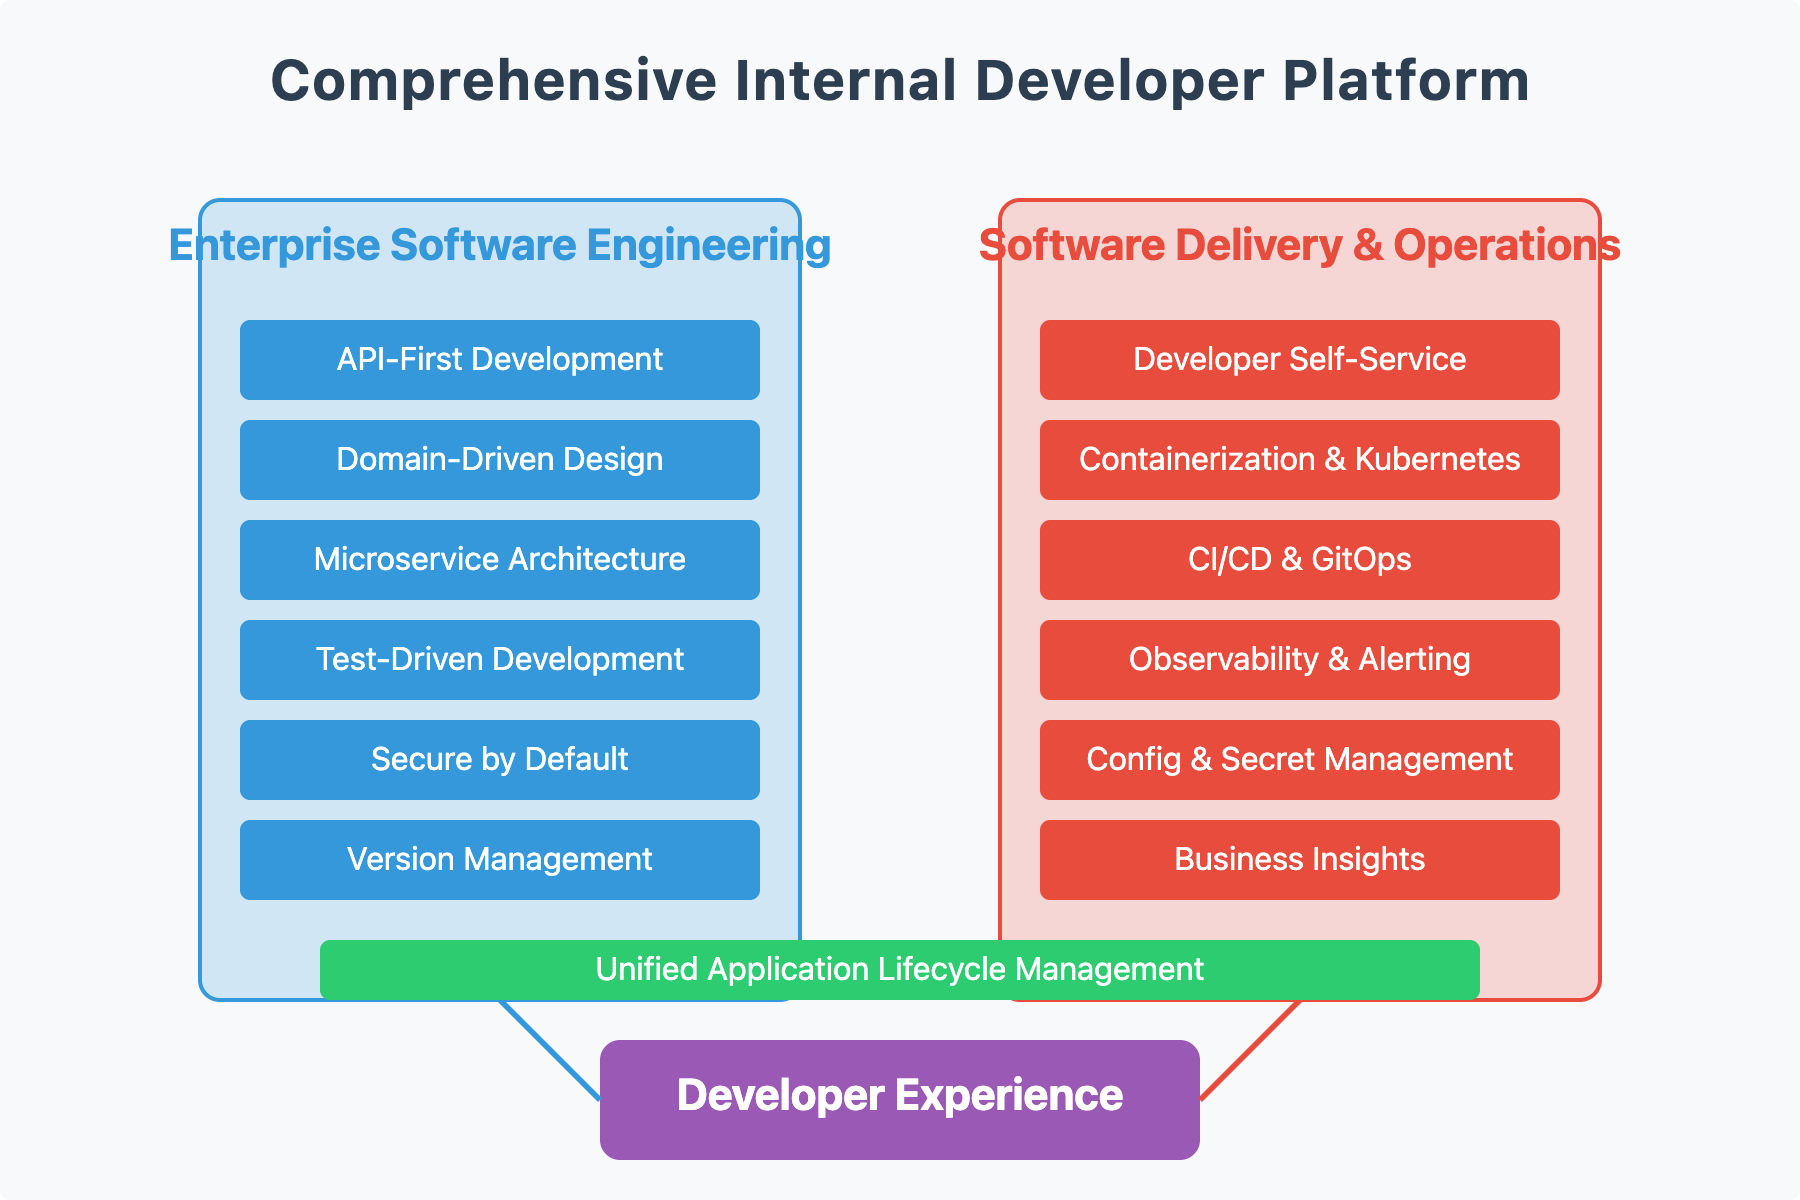 Comprehensive Internal Developer Platform
Enterprise Software Engineering
API-First Development
Domain-Driven Design
Microservice Architecture
Test-Driven Development
Secure by Default
Version Management
Software Delivery & Operations
Developer Self-Service
Containerization & Kubernetes
CI/CD & GitOps
Observability & Alerting
Config & Secret Management
Business Insights
Unified Application Lifecycle Management
Developer Experience